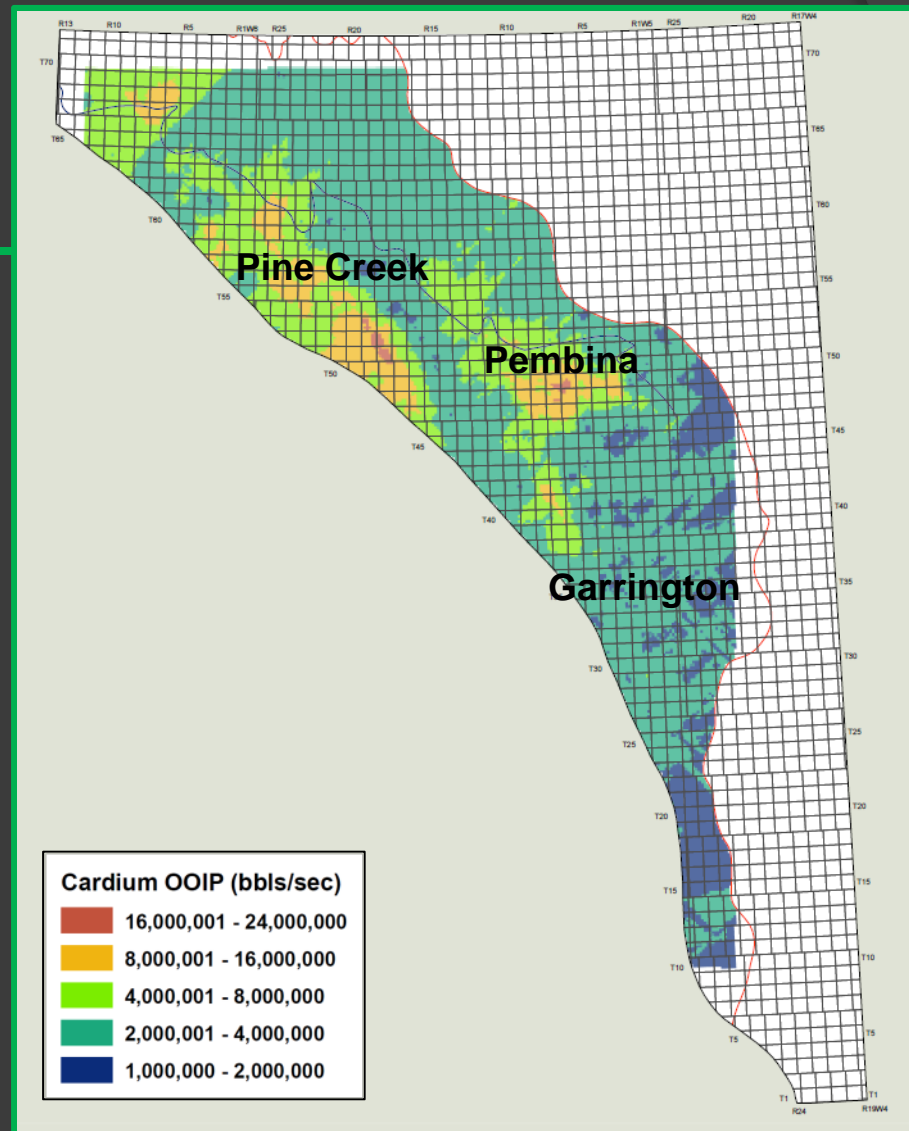 R13 R10 R5 R1W6 R25 R20 R15 R10 R5 R1W5 R25 R20 R17W4
T70
T70
T65
T65
T60
T60
Pine Creek
T55
T55
Pembina
T50
T50
T45
T45
T40
T40
Garrington
T35
T30
T30
T25
T25
T20
T20
T15
T15
T10
T10
T5
T5
T1
T1
R24
R19W4
Cardium OOIP (bbls/sec)
16,000,001 - 24,000,000
8,000,001 - 16,000,000
4,000,001 - 8,000,000
2,000,001 - 4,000,000
1,000,000 - 2,000,000